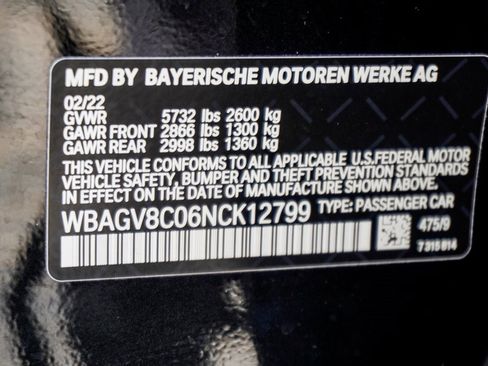 MFD BY BAYERISCHE MOTOREN WERKE AG
02/22
GVWR 5732 lbs 2600 kg
GAWR FRONT 2866 lbs 1300 kg
GAWR REAR 2998 lbs 1360 kg
THIS VEHICLE CONFORMS TO ALL APPLICABLE U.S.FEDERAL MOTOR
VEHICLE SAFETY, BUMPER AND THEFT PREVENTION STANDARDS
IN EFFECT ON THE DATE OF MANUFACTURE SHOWN ABOVE.
WBAGV8C06NCK12799 TYPE: PASSENGER CAR
475/9
7 315 814